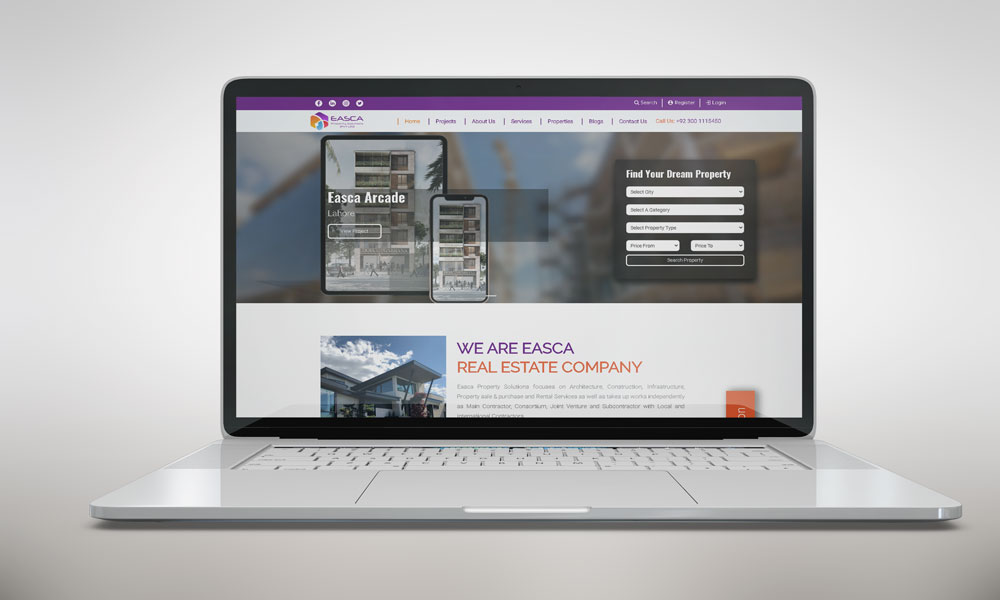 Search | Register | Login
EASCA
Home | Projects | About Us | Services | Properties | Blogs | Contact Us
Call Us:
Easca Arcade
Lahore
View Project
Find Your Dream Property
Select City
Select A Category
Select Property Type
Price From
Price To
Search Property
WE ARE EASCA
REAL ESTATE COMPANY
Easca Property Solutions focuses on Architecture, Construction, Infrastructure,
Property sale & purchase and Rental Services as well as takes up works independently
as Main Contractor, Consortium, Joint Venture and Subcontractor with Local and
International Contractors